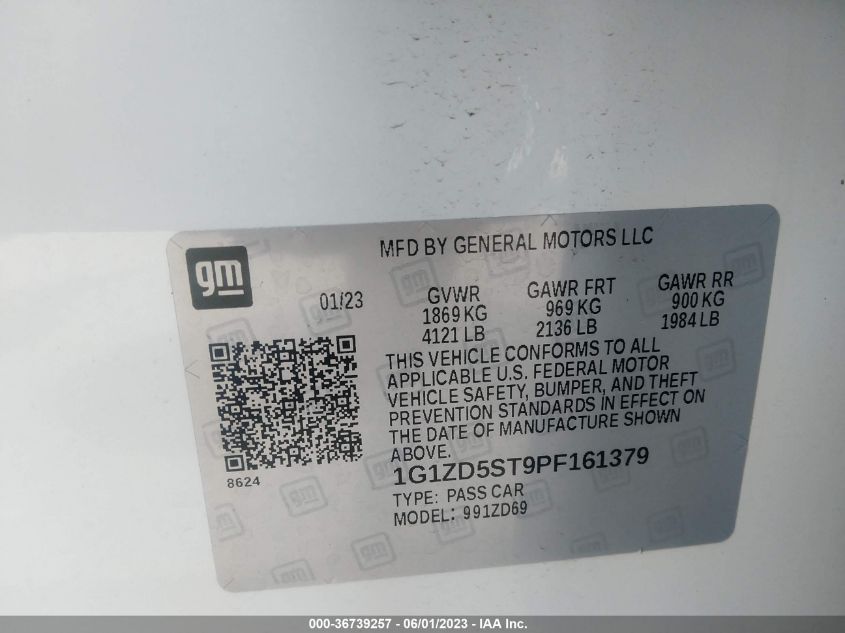 gm
MFD BY GENERAL MOTORS LLC
01/23
GVWR
1869 KG
4121 LB
GAWR FRT
969 KG
2136 LB
GAWR RR
900 KG
1984 LB
THIS VEHICLE CONFORMS TO ALL
APPLICABLE U.S. FEDERAL MOTOR
VEHICLE SAFETY, BUMPER, AND THEFT
PREVENTION STANDARDS IN EFFECT ON
THE DATE OF MANUFACTURE SHOWN
ABOVE.
8624
1G1ZD5ST9PF161379
TYPE: PASS CAR
MODEL: 991ZD69
000-36739257 - 06/01/2023 - IAA Inc.